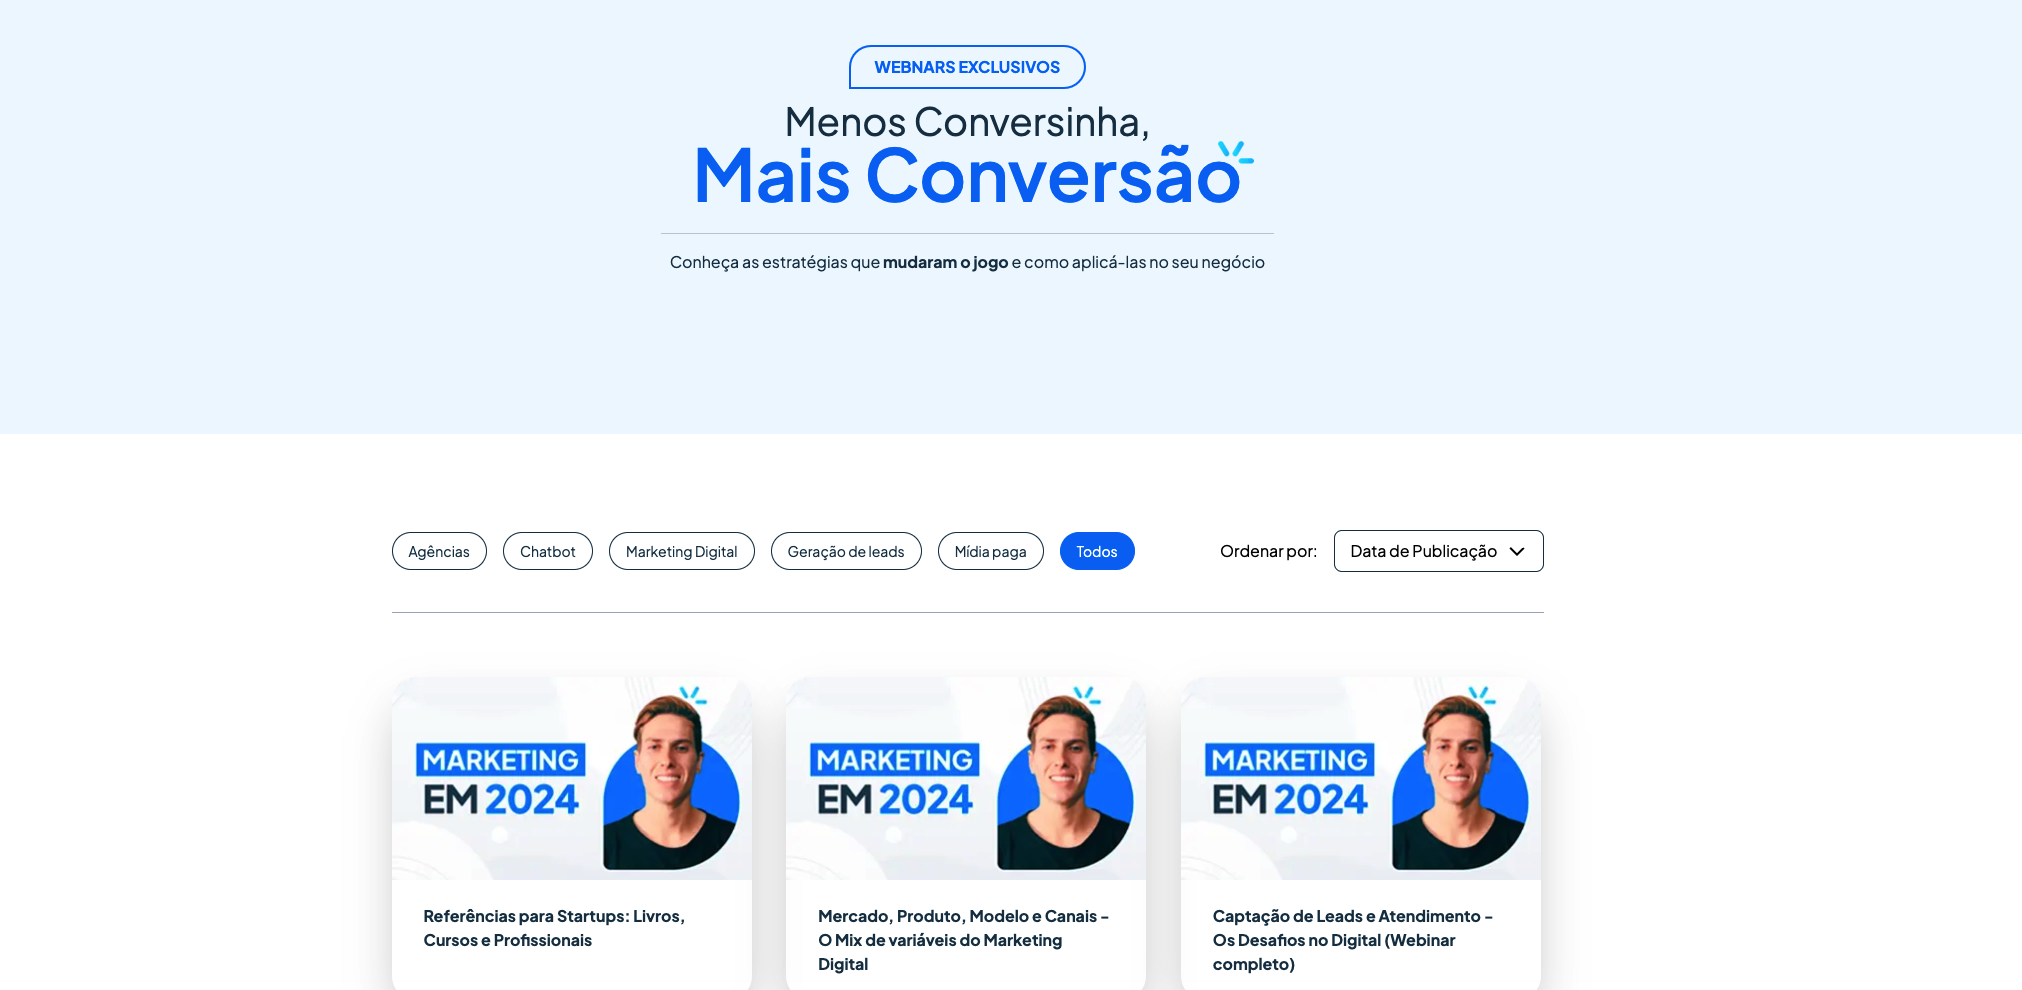 WEBNARS EXCLUSIVOS
Menos Conversinha,
Mais Conversão
Conheça as estratégias que mudaram o jogo e como aplicá-las no seu negócio
Agências
Chatbot
Marketing Digital
Geração de leads
Mídia paga
Todos
Ordenar por:
Data de Publicação
MARKETING
EM 2024
Referências para Startups: Livros,
Cursos e Profissionais
MARKETING
EM 2024
Mercado, Produto, Modelo e Canais -
O Mix de variáveis do Marketing
Digital
MARKETING
EM 2024
Captação de Leads e Atendimento -
Os Desafios no Digital (Webinar
completo)